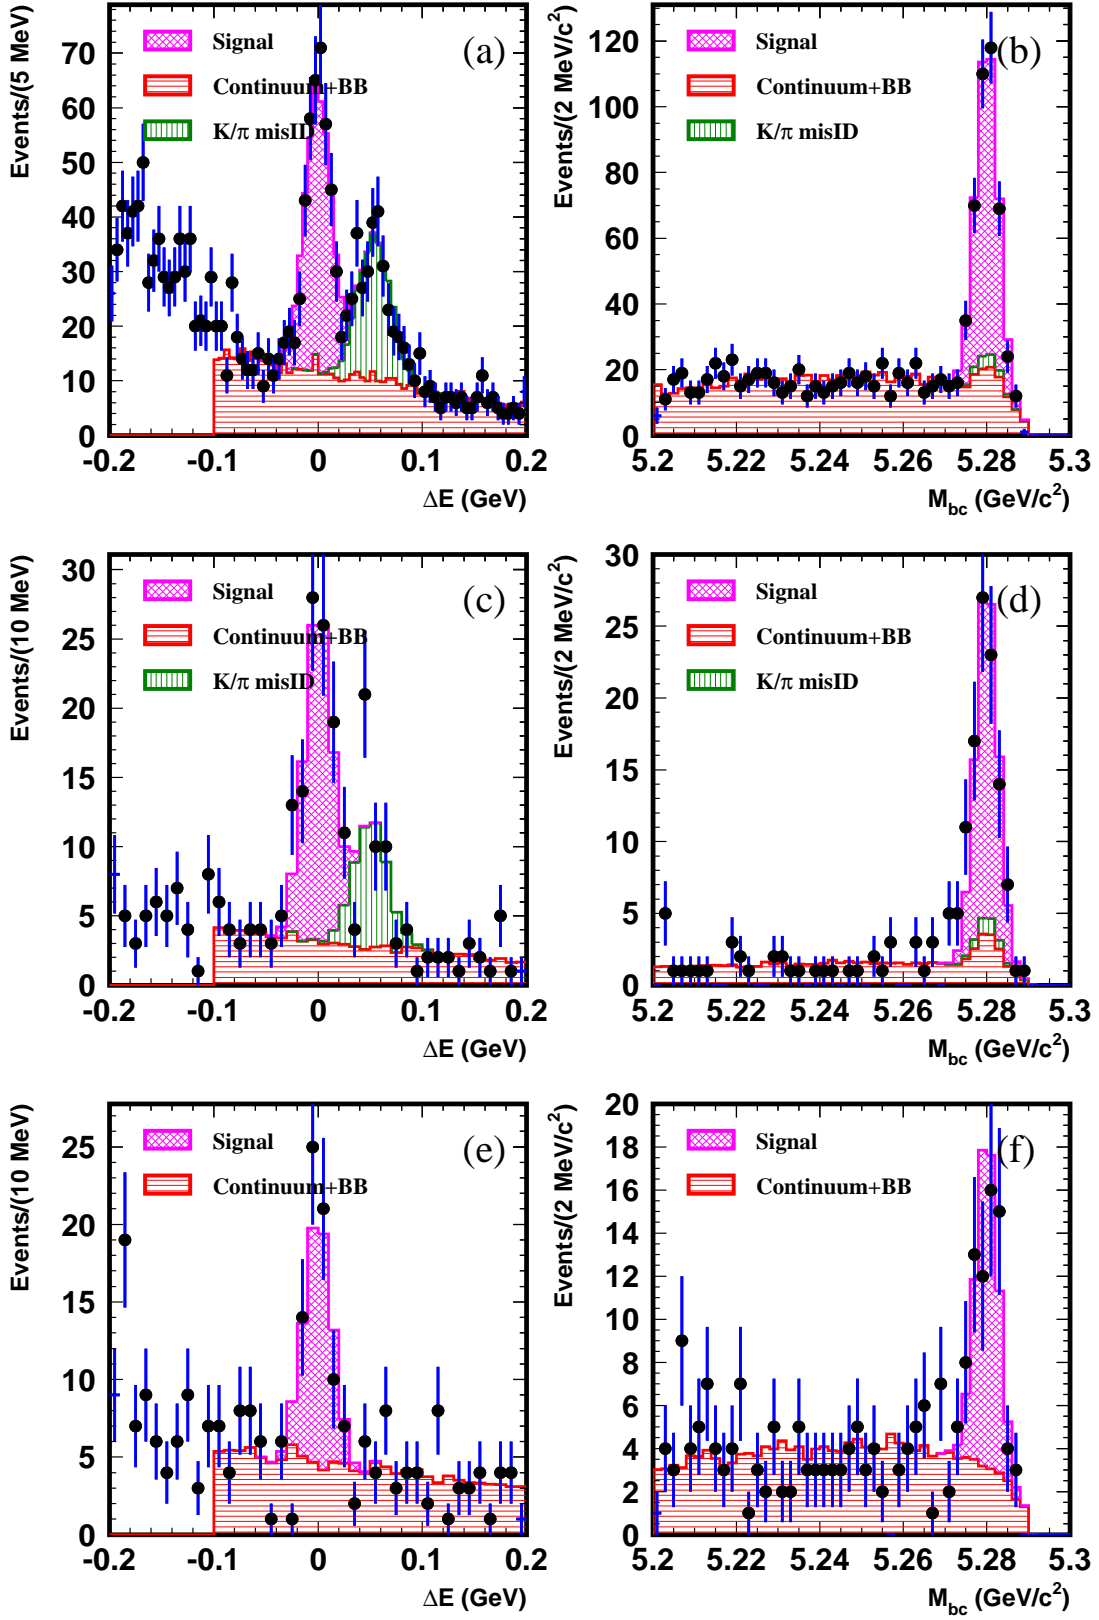 Events/(5 MeV)
70
60
50
40
30
20
10
0
Signal
Continuum+BB
K/π misID
(a)
-0.2
-0.1
0
0.1
0.2
ΔE (GeV)
Events/(2 MeV/c²)
120
100
80
60
40
20
0
Signal
Continuum+BB
K/π misID
(b)
5.2
5.22
5.24
5.26
5.28
5.3
M_bc (GeV/c²)
Events/(10 MeV)
30
25
20
15
10
5
0
Signal
Continuum+BB
K/π misID
(c)
-0.2
-0.1
0
0.1
0.2
ΔE (GeV)
Events/(2 MeV/c²)
30
25
20
15
10
5
0
Signal
Continuum+BB
K/π misID
(d)
5.2
5.22
5.24
5.26
5.28
5.3
M_bc (GeV/c²)
Events/(10 MeV)
25
20
15
10
5
0
Signal
Continuum+BB
(e)
-0.2
-0.1
0
0.1
0.2
ΔE (GeV)
Events/(2 MeV/c²)
20
18
16
14
12
10
8
6
4
2
0
Signal
Continuum+BB
(f)
5.2
5.22
5.24
5.26
5.28
5.3
M_bc (GeV/c²)